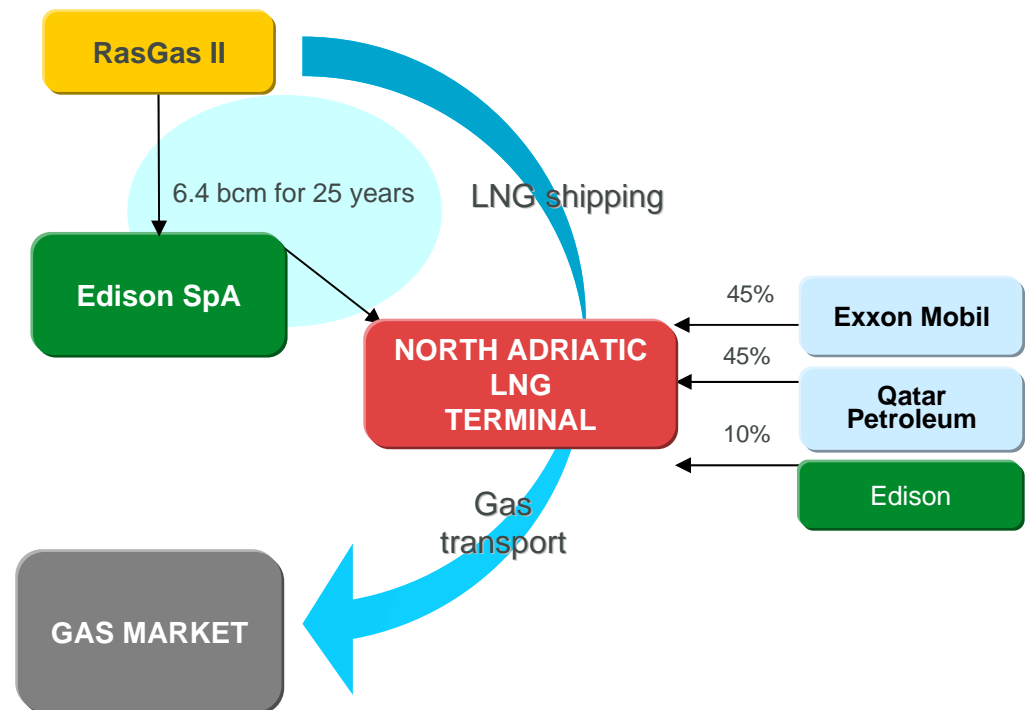 RasGas II
6.4 bcm for 25 years
LNG shipping
Edison SpA
45%
Exxon Mobil
NORTH ADRIATIC
LNG
TERMINAL
45%
Qatar
Petroleum
10%
Edison
Gas
transport
GAS MARKET